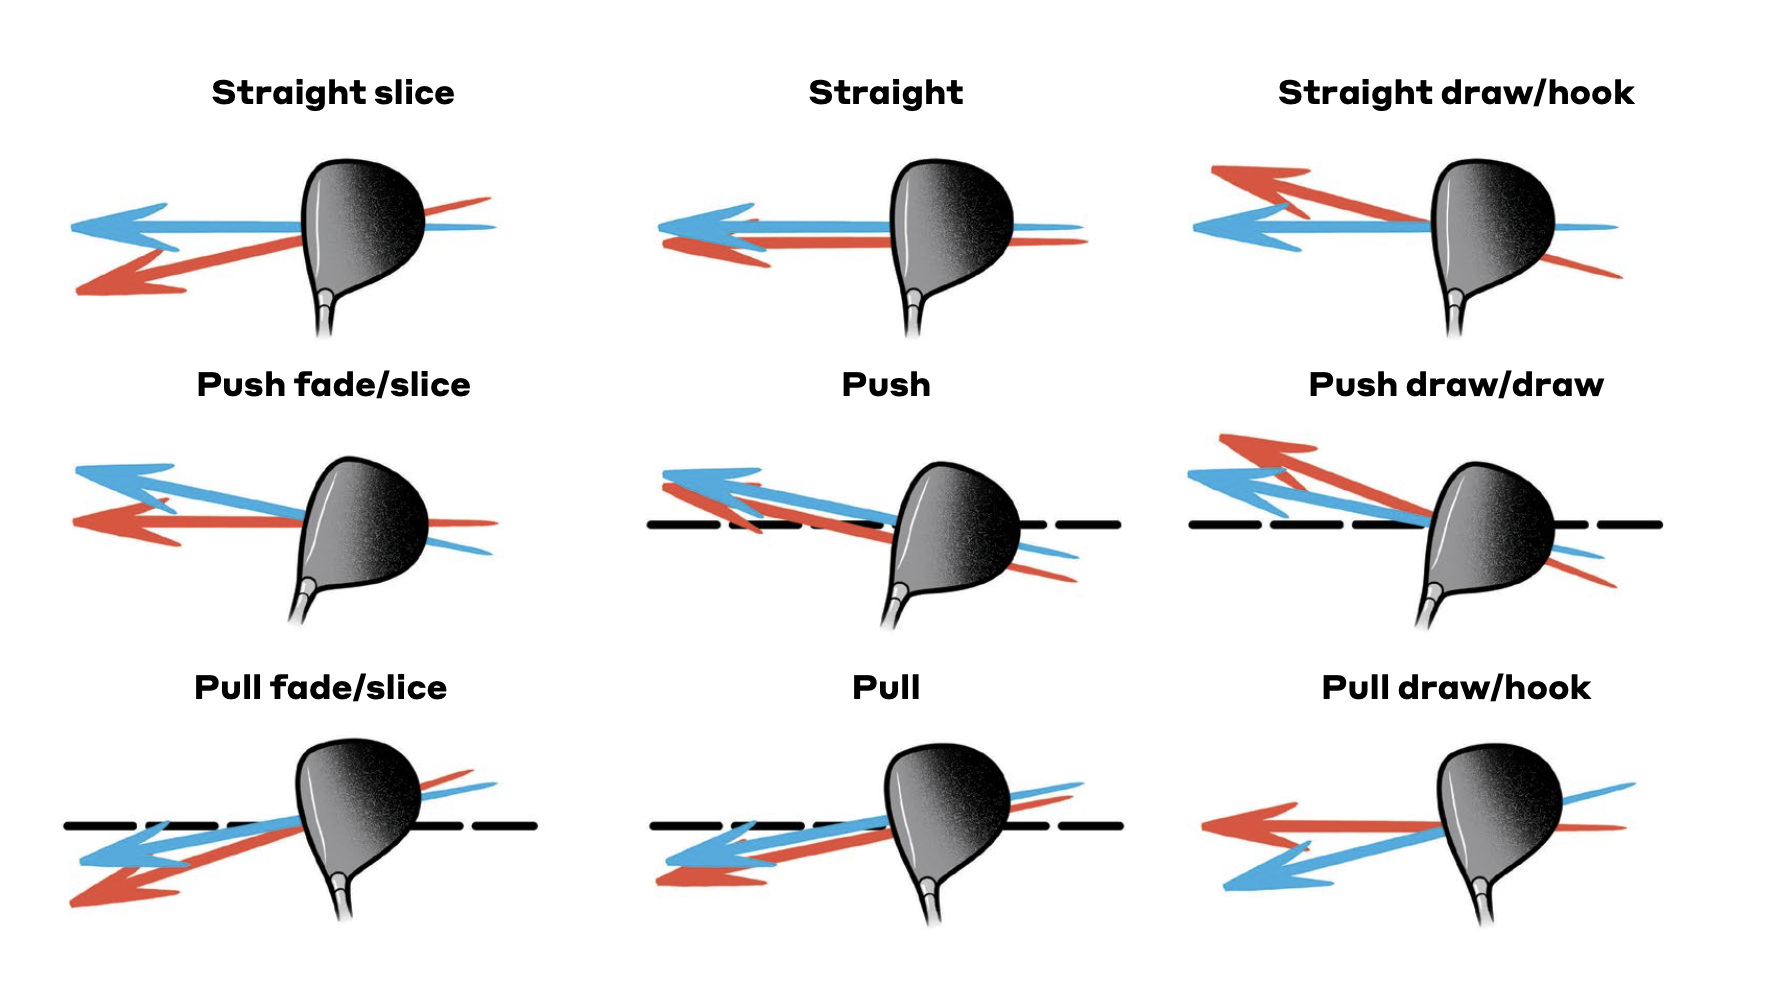 Straight slice
Straight
Straight draw/hook
Push fade/slice
Push
Push draw/draw
Pull fade/slice
Pull
Pull draw/hook